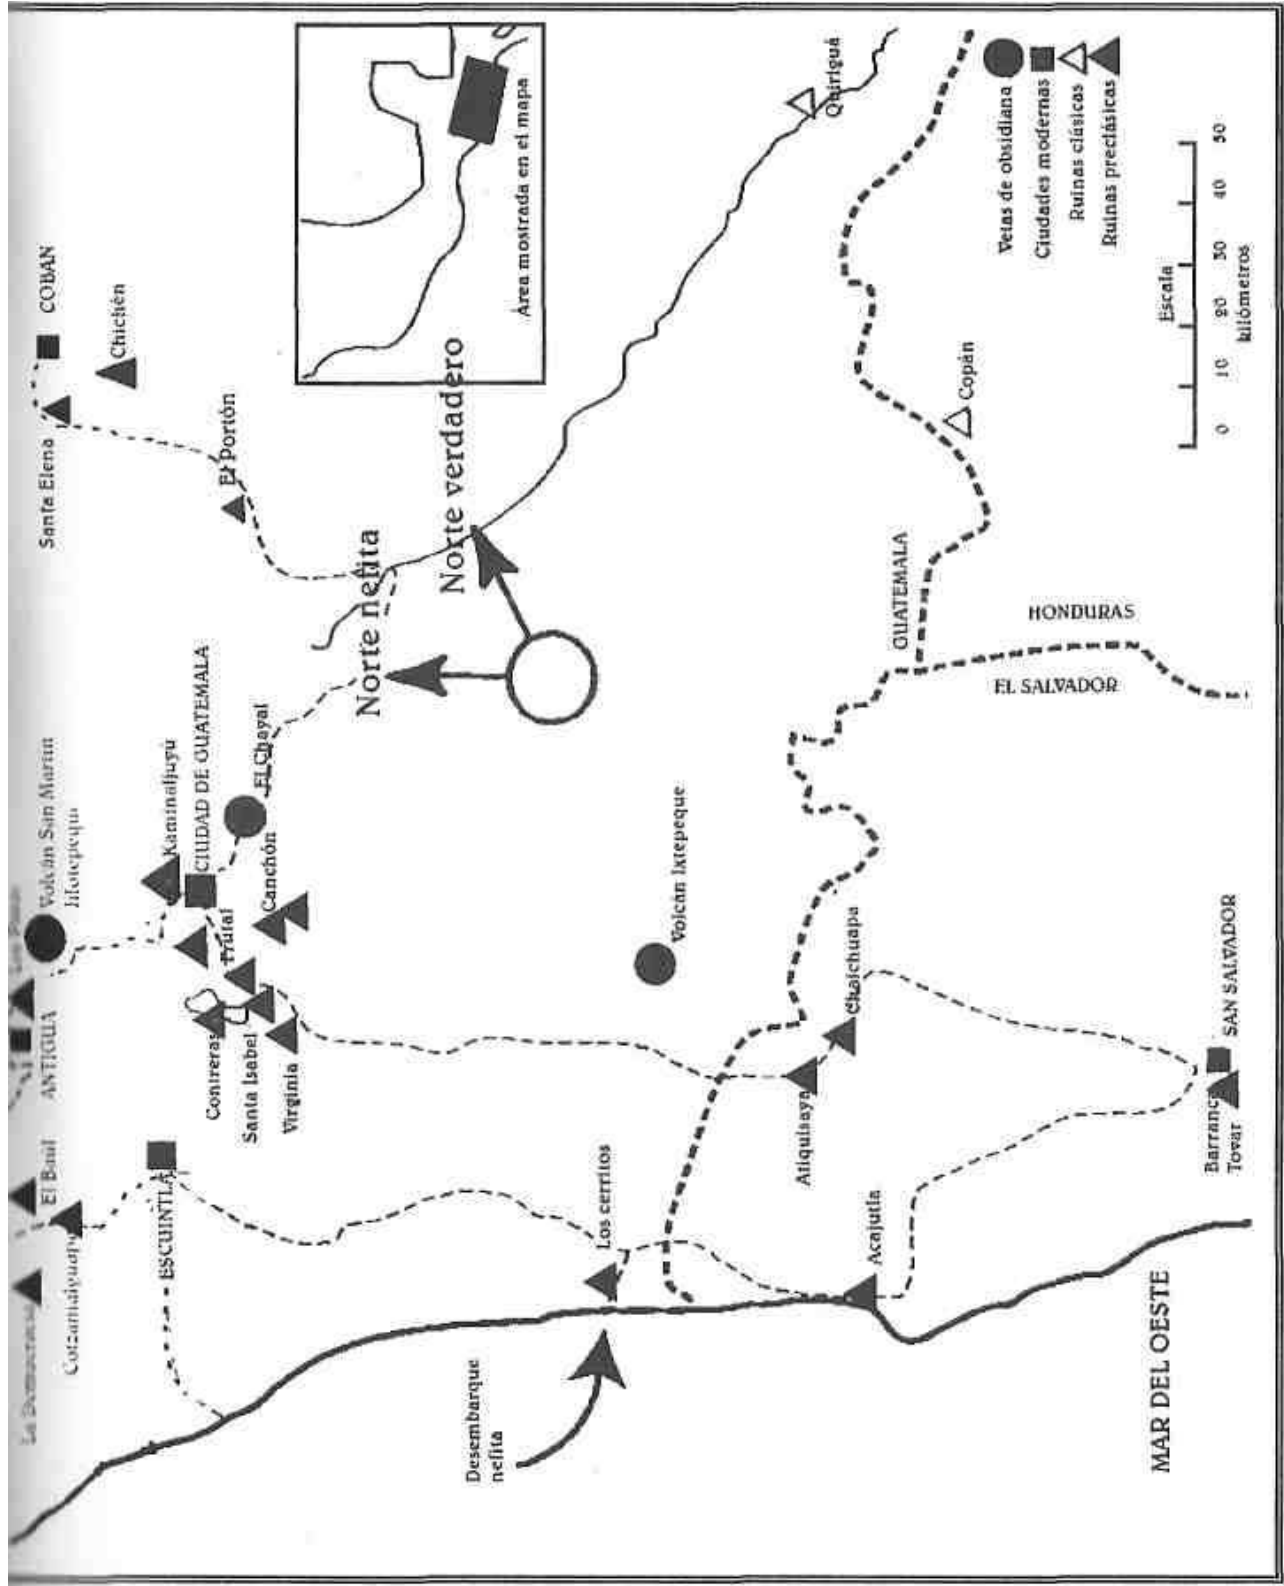 Santa Elena
COBAN
Chichén
El Portón
Norte nefita
Norte verdadero
Área mostrada en el mapa
Quiriguá
Volcán San Martín
Kaminaljuyú
CIUDAD DE GUATEMALA
El Chayal
Canchón
Frutal
ANTIGUA
Contreras
Santa Isabel
Virginia
El Baúl
ESCUINTLA
Volcán Ixtepeque
Los cerritos
Atiquisaya
Chalchuapa
Acajutla
Desembarque
nefita
GUATEMALA
HONDURAS
EL SALVADOR
Copán
SAN SALVADOR
Barranca
Tovar
MAR DEL OESTE
Vetas de obsidiana
Ciudades modernas
Ruinas clásicas
Ruinas preclásicas
Escala
0 10 20 30 40 50
kilómetros